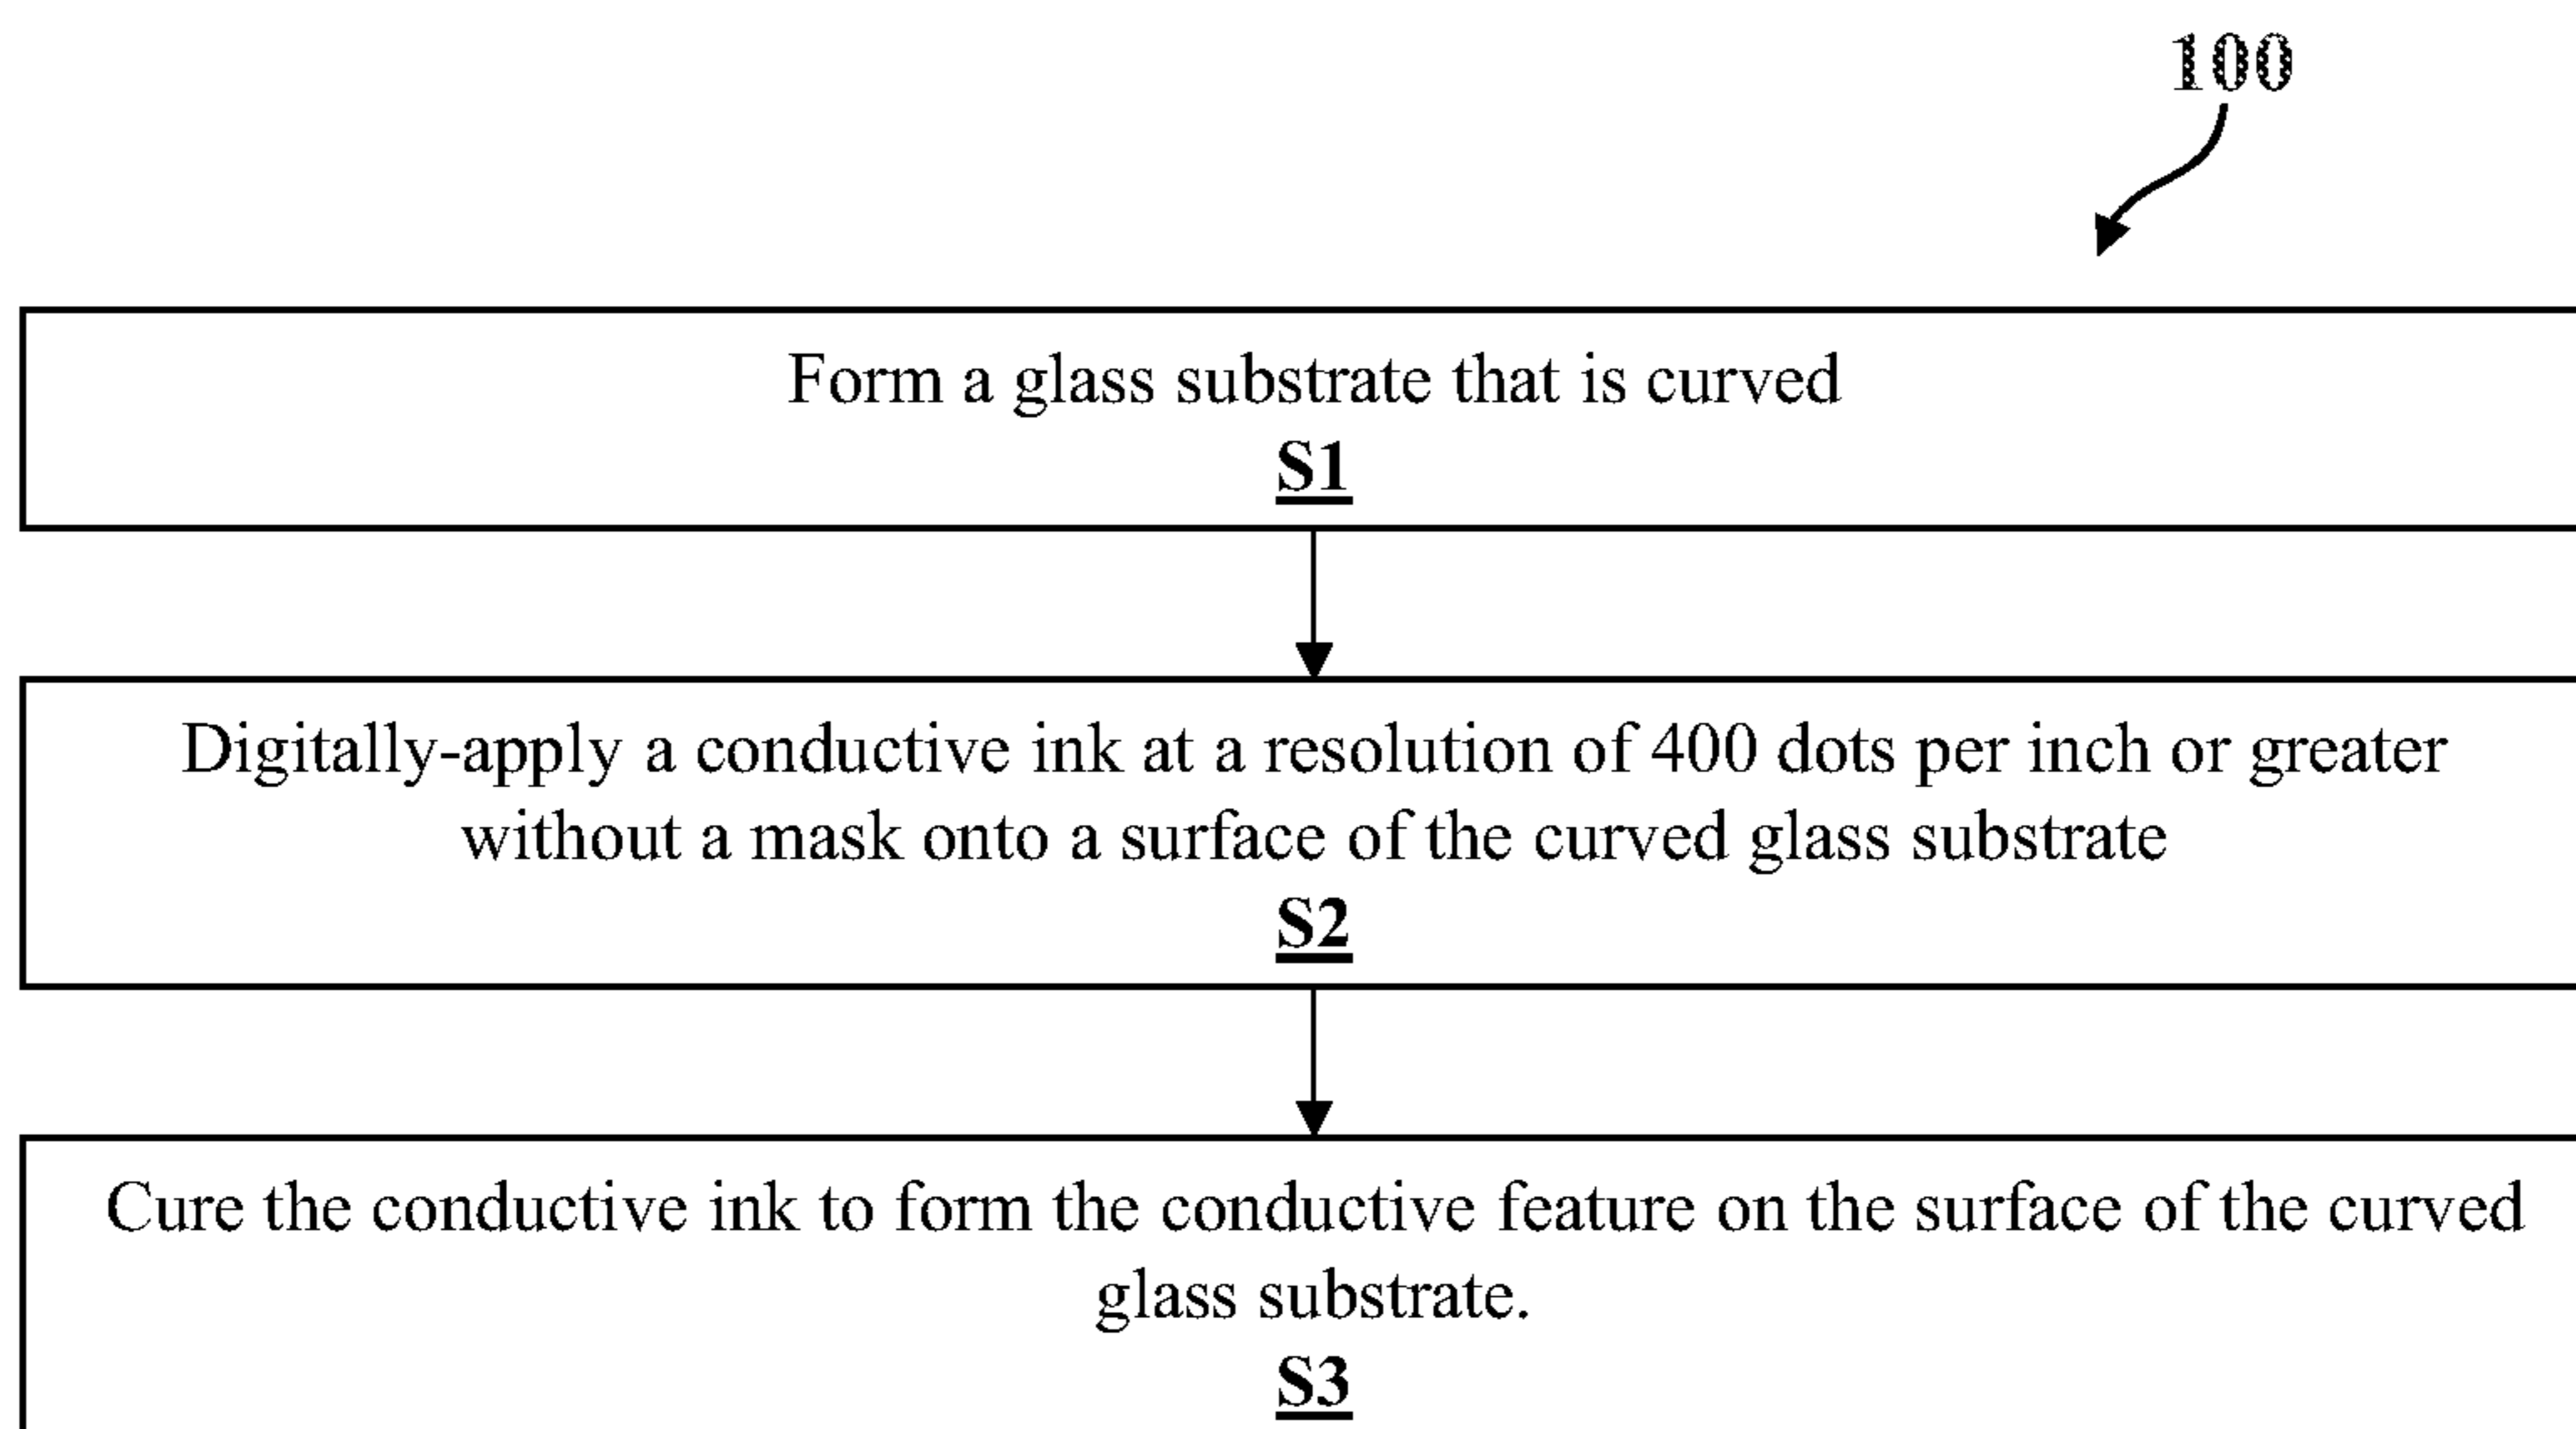 100
Form a glass substrate that is curved
S1
Digitally-apply a conductive ink at a resolution of 400 dots per inch or greater
without a mask onto a surface of the curved glass substrate
S2
Cure the conductive ink to form the conductive feature on the surface of the curved
glass substrate.
S3